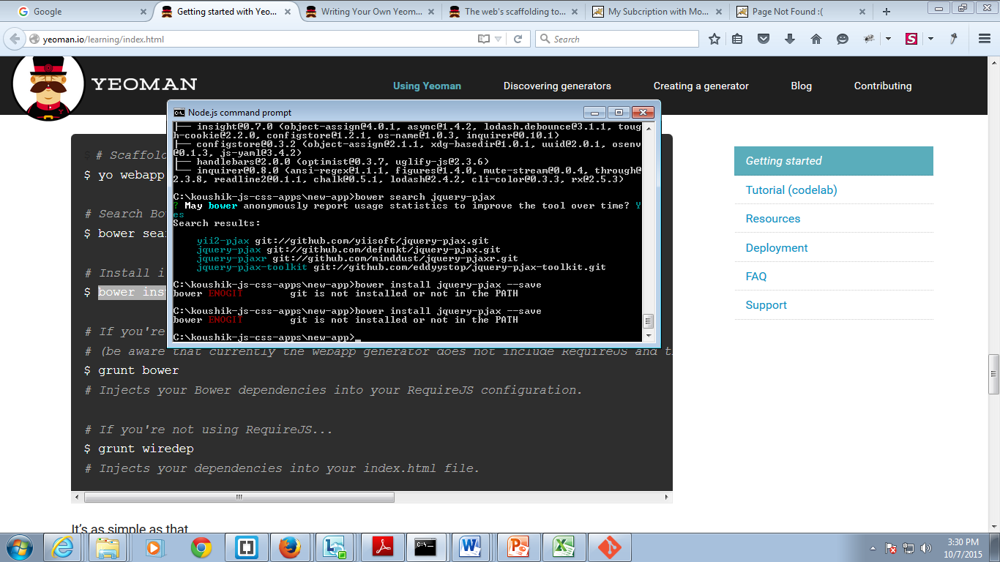 Google
Getting started with Yeo...
Writing Your Own Yeom...
The web's scaffolding to...
My Subcription with Mo...
Page Not Found :(
yeoman.io/learning/index.html
Search
YEOMAN
Using Yeoman
Discovering generators
Creating a generator
Blog
Contributing
Node.js command prompt
├── insight@0.7.0 (object-assign@4.0.1, async@1.4.2, lodash.debounce@3.1.1, toug
h-cookie@2.2.0, configstore@1.2.1, os-name@1.0.3, inquirer@0.10.1)
├── configstore@0.3.2 (object-assign@2.1.1, xdg-basedir@1.0.1, uuid@2.0.1, osenv
@0.1.3, js-yaml@3.4.2)
├── handlebars@2.0.0 (optimist@0.3.7, uglify-js@2.3.6)
└── inquirer@0.8.0 (ansi-regex@1.1.1, figures@1.4.0, mute-stream@0.0.4, through@
2.3.8, readline2@0.1.1, chalk@0.5.1, lodash@2.4.2, cli-color@0.3.3, rx@2.5.3)
C:\koushik-js-css-apps\new-app>bower search jquery-pjax
? May bower anonymously report usage statistics to improve the tool over time? Y
es
Search results:
yii2-pjax git://github.com/yiisoft/jquery-pjax.git
jquery-pjax git://github.com/defunkt/jquery-pjax.git
jquery-pjaxr git://github.com/minddust/jquery-pjaxr.git
jquery-pjax-toolkit git://github.com/eddyystop/jquery-pjax-toolkit.git
C:\koushik-js-css-apps\new-app>bower install jquery-pjax --save
bower ENOGIT git is not installed or not in the PATH
C:\koushik-js-css-apps\new-app>bower install jquery-pjax --save
bower ENOGIT git is not installed or not in the PATH
C:\koushik-js-css-apps\new-app>_
$ # Scaffol
$ yo webapp
# Search Bo
$ bower sea
# Install i
$ bower ins
# If you're
# (be aware that currently the webapp generator does not include RequireJS and t
$ grunt bower
# Injects your Bower dependencies into your RequireJS configuration.
# If you're not using RequireJS...
$ grunt wiredep
# Injects your dependencies into your index.html file.
It's as simple as that
Getting started
Tutorial (codelab)
Resources
Deployment
FAQ
Support
3:30 PM
10/7/2015